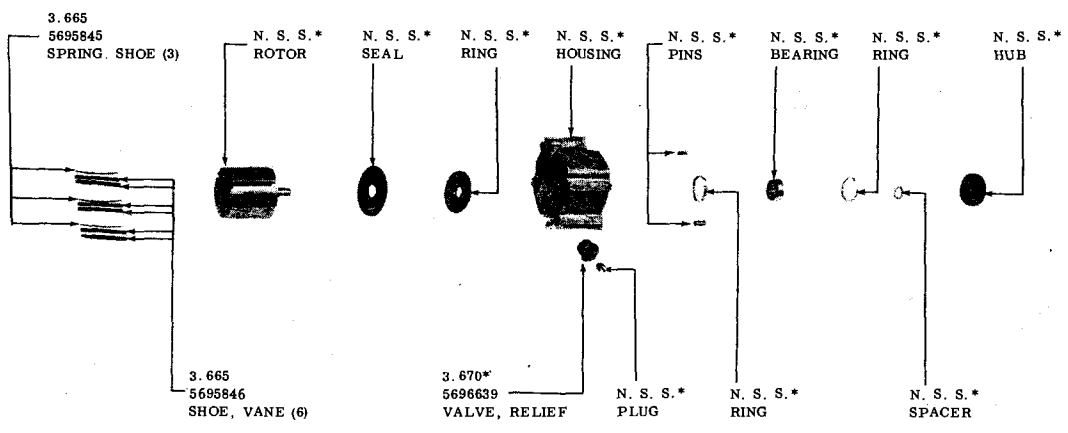 3.665
5695845
SPRING, SHOE (3)
N. S. S.*
ROTOR
N. S. S.*
SEAL
N. S. S.*
RING
N. S. S.*
HOUSING
N. S. S.*
PINS
N. S. S.*
BEARING
N. S. S.*
RING
N. S. S.*
HUB
3.665
5695846
SHOE, VANE (6)
3.670*
5696639
VALVE, RELIEF
N. S. S.*
PLUG
N. S. S.*
RING
N. S. S.*
SPACER